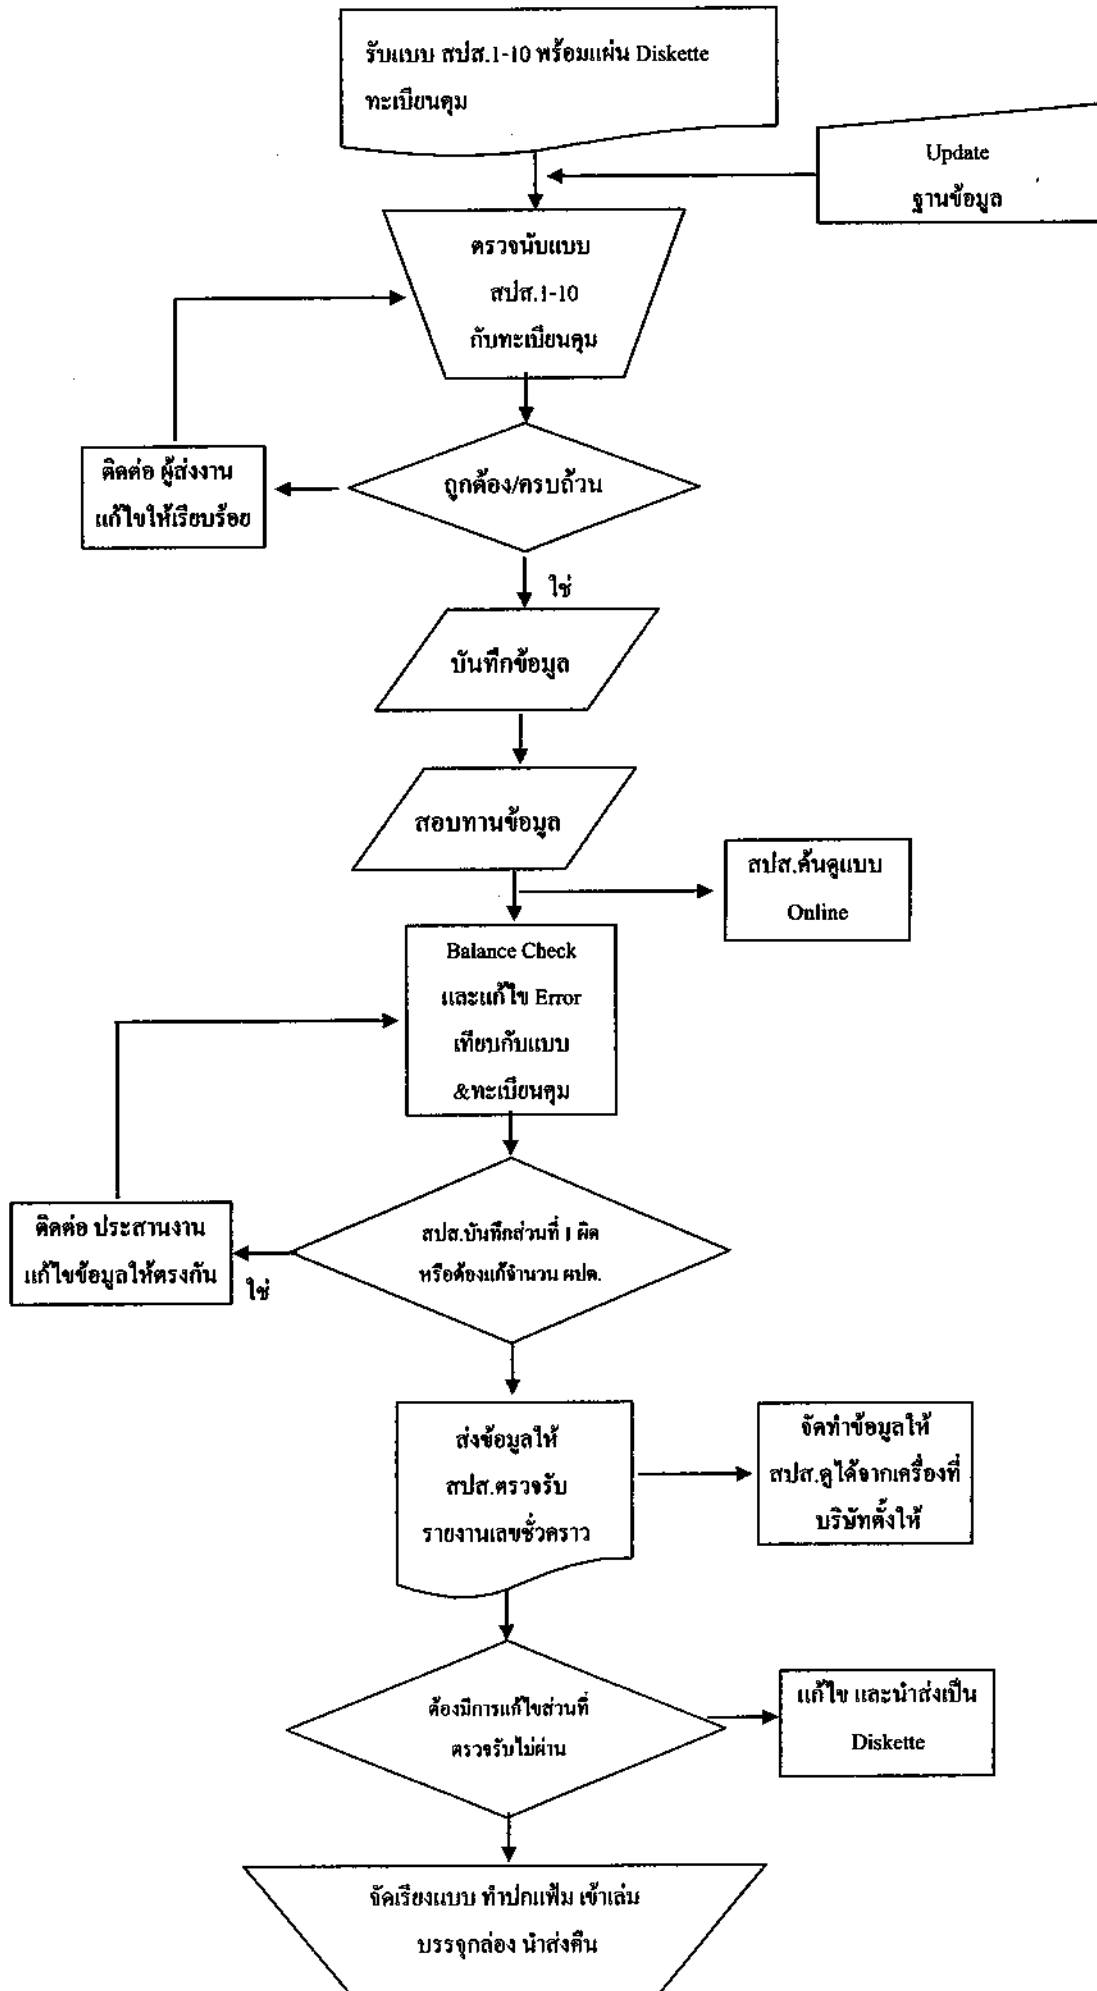 รับแบบ สปส.1-10 พร้อมแผ่น Diskette
ทะเบียนคุม
Update
ฐานข้อมูล
ตรวจนับแบบ
สปส.1-10
กับทะเบียนคุม
ติดต่อ ผู้ส่งงาน
แก้ไขให้เรียบร้อย
ถูกต้อง/ครบถ้วน
ใช่
บันทึกข้อมูล
สอบทานข้อมูล
สปส.ค้นดูแบบ
Online
Balance Check
และแก้ไข Error
เทียบกับแบบ
&ทะเบียนคุม
ติดต่อ ประสานงาน
แก้ไขข้อมูลให้ตรงกัน
ใช่
สปส.บันทึกส่วนที่ 1 ผิด
หรือต้องแก้จำนวน ผปต.
ส่งข้อมูลให้
สปส.ตรวจรับ
รายงานเลขชั่วคราว
จัดทำข้อมูลให้
สปส.ดูได้จากเครื่องที่
บริษัทตั้งให้
ต้องมีการแก้ไขส่วนที่
ตรวจรับไม่ผ่าน
แก้ไข และนำส่งเป็น
Diskette
จัดเรียงแบบ ทำปกแฟ้ม เข้าเล่ม
บรรจุกล่อง นำส่งคืน